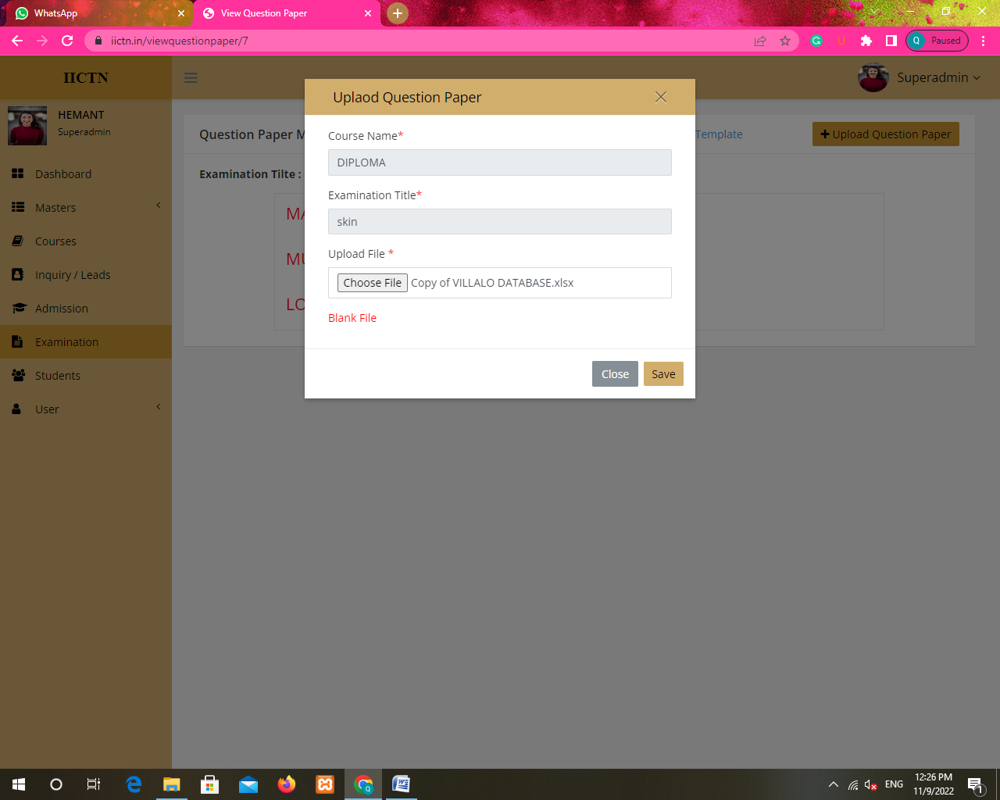 WhatsApp
View Question Paper
iictn.in/viewquestionpaper/7
Paused
IICTN
Superadmin
HEMANT
Superadmin
Dashboard
Masters
Courses
Inquiry / Leads
Admission
Examination
Students
User
Question Paper M
Template
Upload Question Paper
Examination Tilte :
MA
MU
LO
Uplaod Question Paper
Course Name*
DIPLOMA
Examination Title*
skin
Upload File *
Choose File Copy of VILLALO DATABASE.xlsx
Blank File
Close Save
ENG
12:26 PM
11/9/2022
1